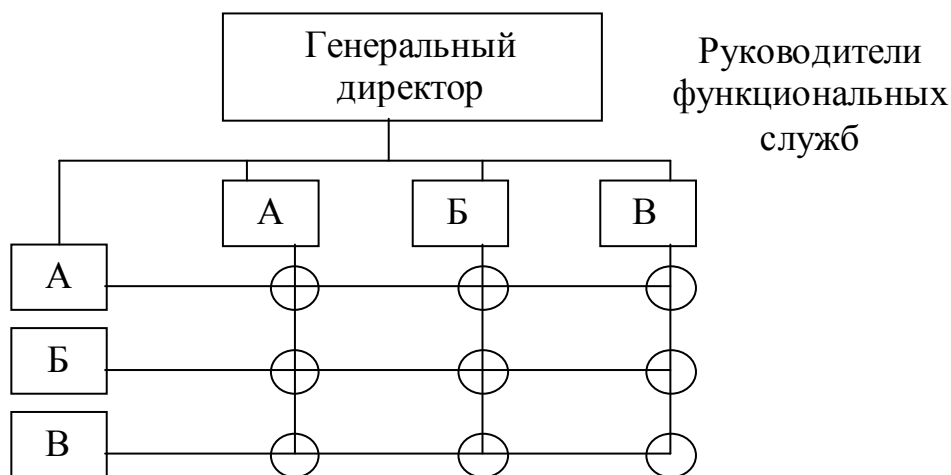 Генеральный
директор
Руководители
функциональных
служб
А
Б
В
А
Б
В